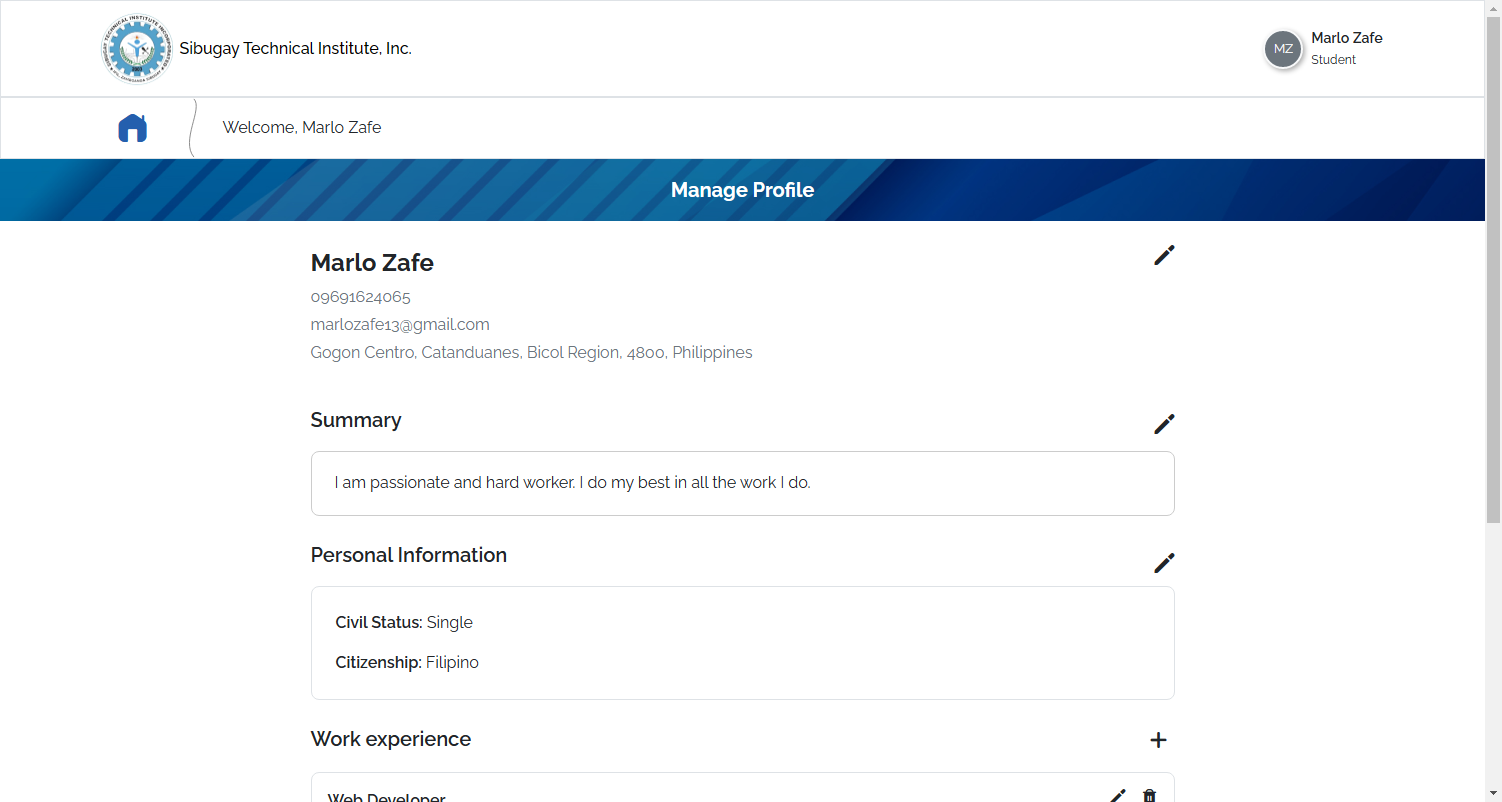 Sibugay Technical Institute, Inc.
MZ
Marlo Zafe
Student
Welcome, Marlo Zafe
Manage Profile
Marlo Zafe
09691624065
marlozafe13@gmail.com
Gogon Centro, Catanduanes, Bicol Region, 4800, Philippines
Summary
I am passionate and hard worker. I do my best in all the work I do.
Personal Information
Civil Status: Single
Citizenship: Filipino
Work experience
Web Developer